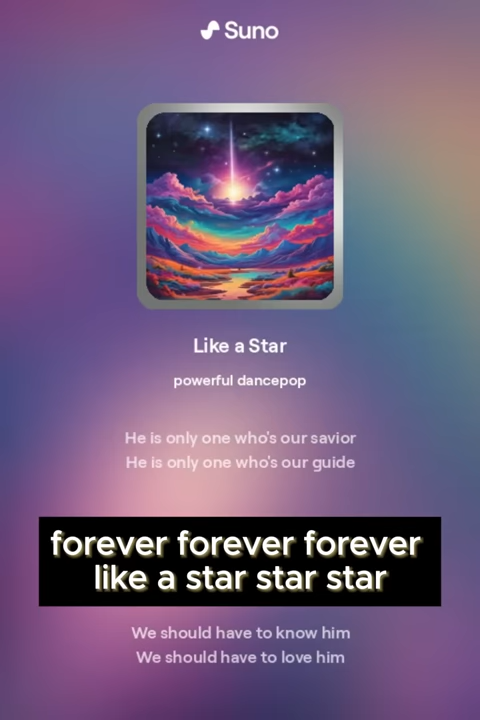 Suno
Like a Star
powerful dancepop
He is only one who's our savior
He is only one who's our guide
forever forever forever
like a star star star
We should have to know him
We should have to love him